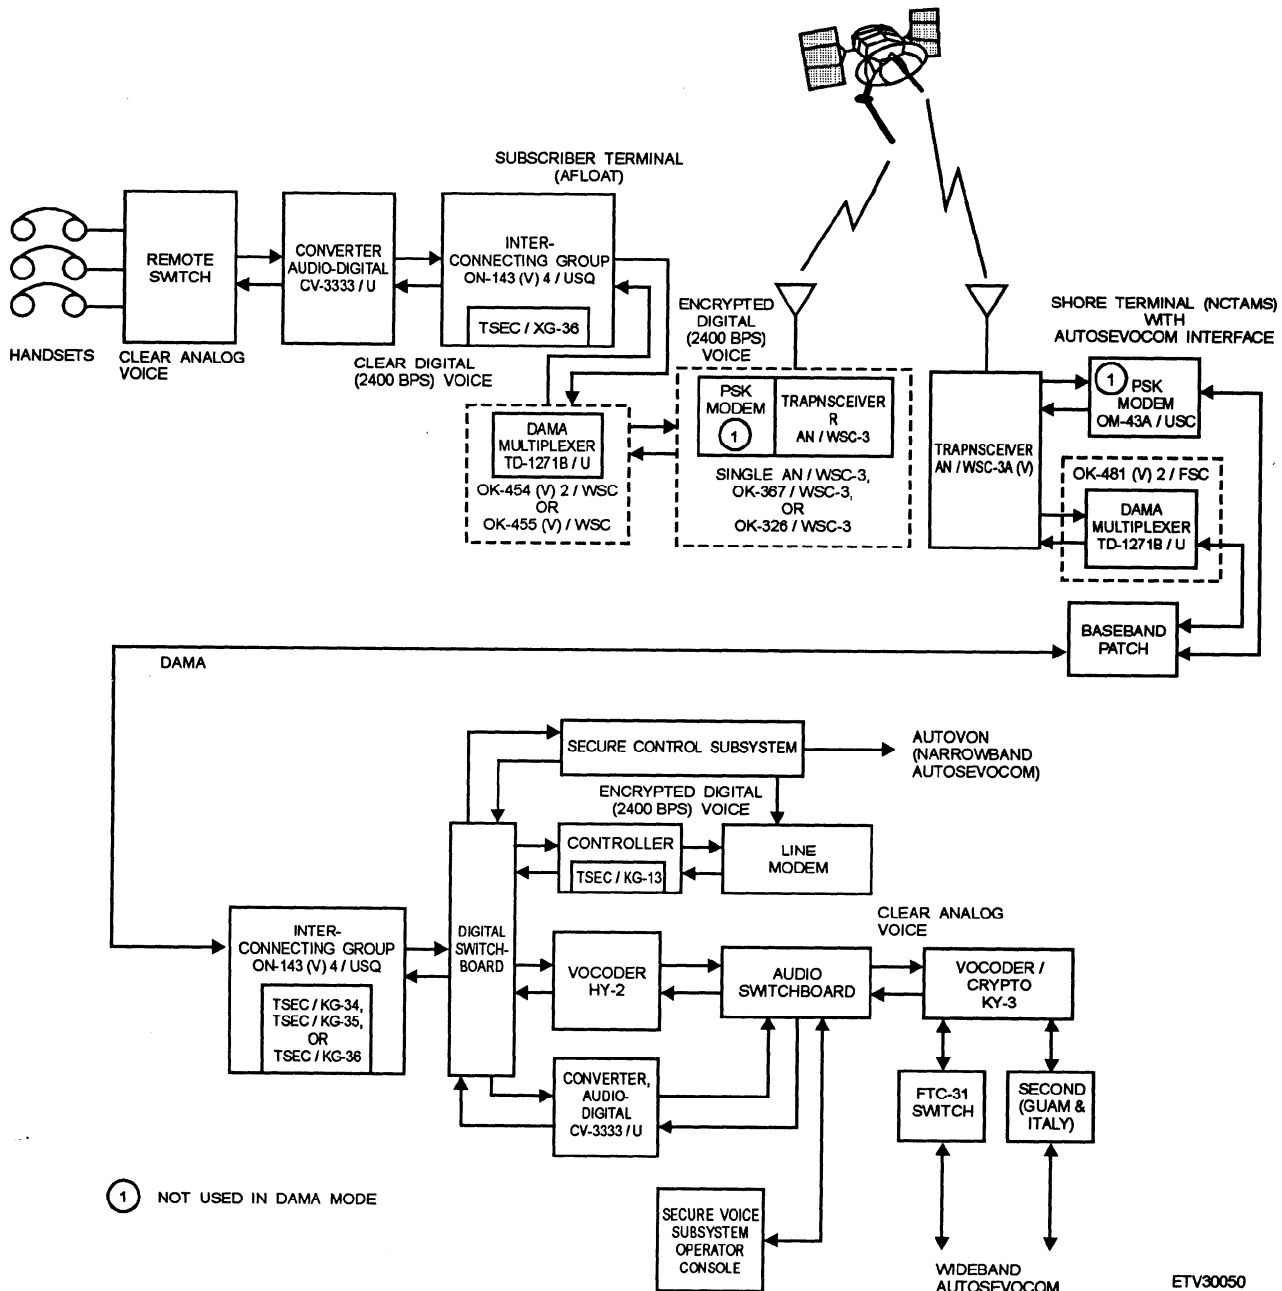 SUBSCRIBER TERMINAL
(AFLOAT)
REMOTE
SWITCH
CONVERTER
AUDIO-DIGITAL
CV-3333 / U
INTER-
CONNECTING GROUP
ON-143 (V) 4 / USQ
TSEC / XG-36
HANDSETS
CLEAR ANALOG
VOICE
CLEAR DIGITAL
(2400 BPS) VOICE
ENCRYPTED
DIGITAL
(2400 BPS)
VOICE
DAMA
MULTIPLEXER
TD-1271B / U
OK-454 (V) 2 / WSC
OR
OK-455 (V) / WSC
PSK
MODEM
1
TRAPNSCEIVER
R
AN / WSC-3
SINGLE AN / WSC-3,
OK-367 / WSC-3,
OR
OK-326 / WSC-3
SHORE TERMINAL (NCTAMS)
WITH
AUTOSEVOCOM INTERFACE
TRAPNSCEIVER
AN / WSC-3A (V)
1
PSK
MODEM
OM-43A / USC
OK-481 (V) 2 / FSC
DAMA
MULTIPLEXER
TD-1271B / U
BASEBAND
PATCH
DAMA
SECURE CONTROL SUBSYSTEM
AUTOVON
(NARROWBAND
AUTOSEVOCOM)
ENCRYPTED DIGITAL
(2400 BPS) VOICE
CONTROLLER
TSEC / KG-13
LINE
MODEM
INTER-
CONNECTING GROUP
ON-143 (V) 4 / USQ
TSEC / KG-34,
TSEC / KG-35,
OR
TSEC / KG-36
DIGITAL
SWITCH-
BOARD
VOCODER
HY-2
AUDIO
SWITCHBOARD
CLEAR ANALOG
VOICE
VOCODER /
CRYPTO
KY-3
CONVERTER,
AUDIO-
DIGITAL
CV-3333 / U
FTC-31
SWITCH
SECOND
(GUAM &
ITALY)
1 NOT USED IN DAMA MODE
SECURE VOICE
SUBSYSTEM
OPERATOR
CONSOLE
WIDEBAND
AUTOSEVOCOM
ETV30050